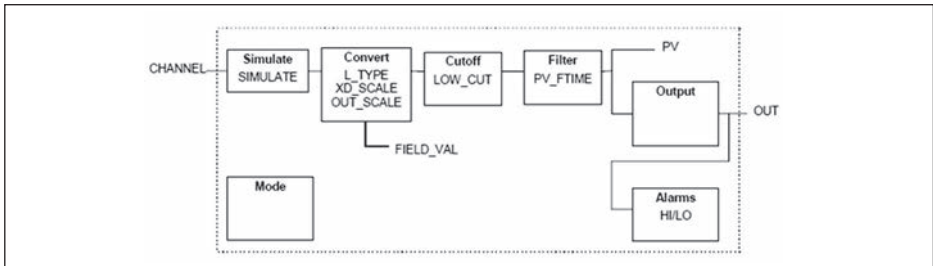 CHANNEL
Simulate
SIMULATE
Convert
L_TYPE
XD_SCALE
OUT_SCALE
FIELD_VAL
Cutoff
LOW_CUT
Filter
PV_FTIME
PV
Output
OUT
Mode
Alarms
HI/LO